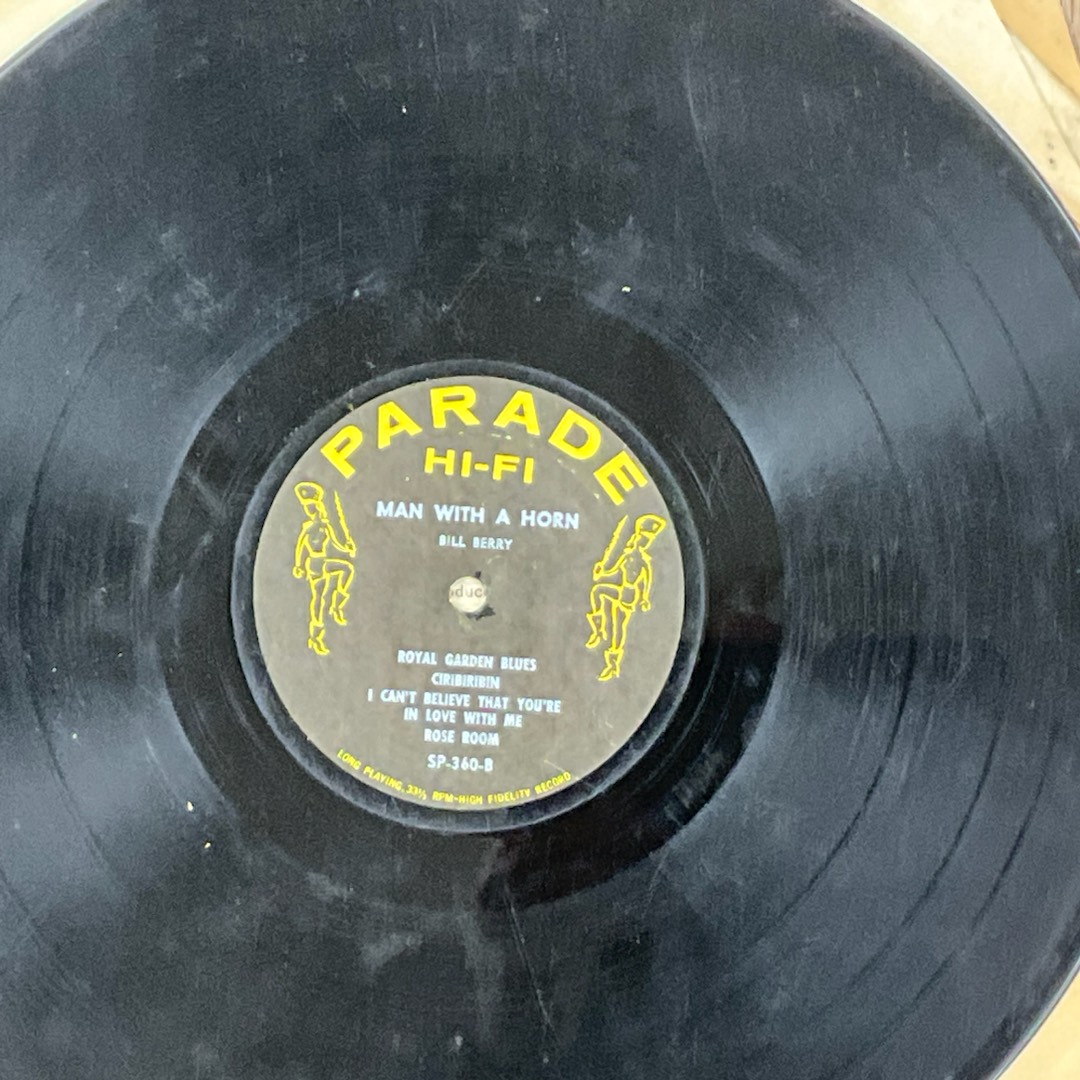 PARADE
HI-FI
MAN WITH A HORN
BILL BERRY
duc
ROYAL GARDEN BLUES
CIRIBIRIBIN
I CAN'T BELIEVE THAT YOU'RE
IN LOVE WITH ME
ROSE ROOM
SP-360-B
LONG PLAYING, 33⅓ RPM-HIGH FIDELITY RECORD